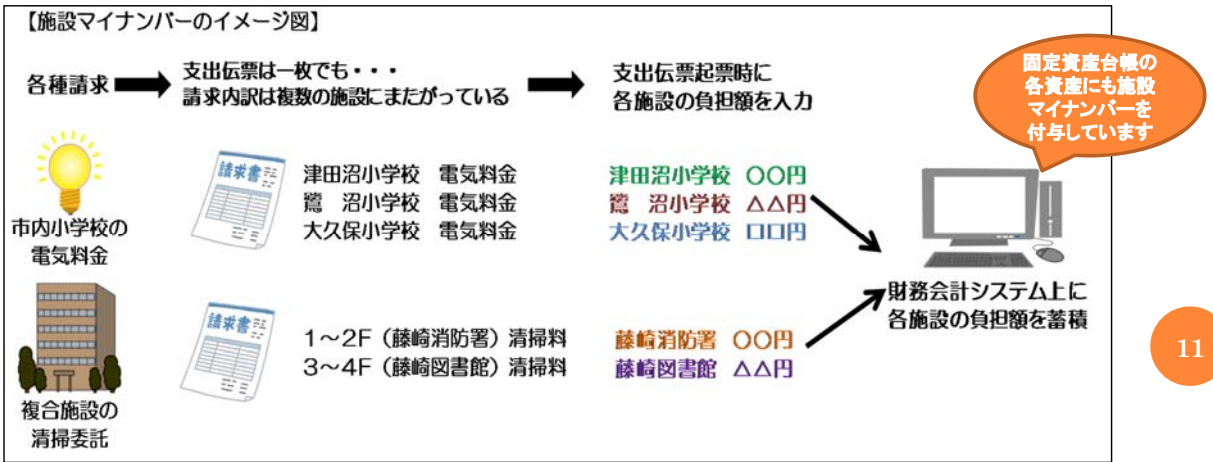 【施設マイナンバーのイメージ図】
各種請求
支出伝票は一枚でも・・・
請求内訳は複数の施設にまたがっている
支出伝票起票時に
各施設の負担額を入力
固定資産台帳の
各資産にも施設
マイナンバーを
付与しています
市内小学校の
電気料金
請求書
津田沼小学校　電気料金
鷺　沼小学校　電気料金
大久保小学校　電気料金
津田沼小学校　〇〇円
鷺　沼小学校　△△円
大久保小学校　□□円
財務会計システム上に
各施設の負担額を蓄積
複合施設の
清掃委託
請求書
1～2F（藤崎消防署）清掃料
3～4F（藤崎図書館）清掃料
藤崎消防署　〇〇円
藤崎図書館　△△円
11